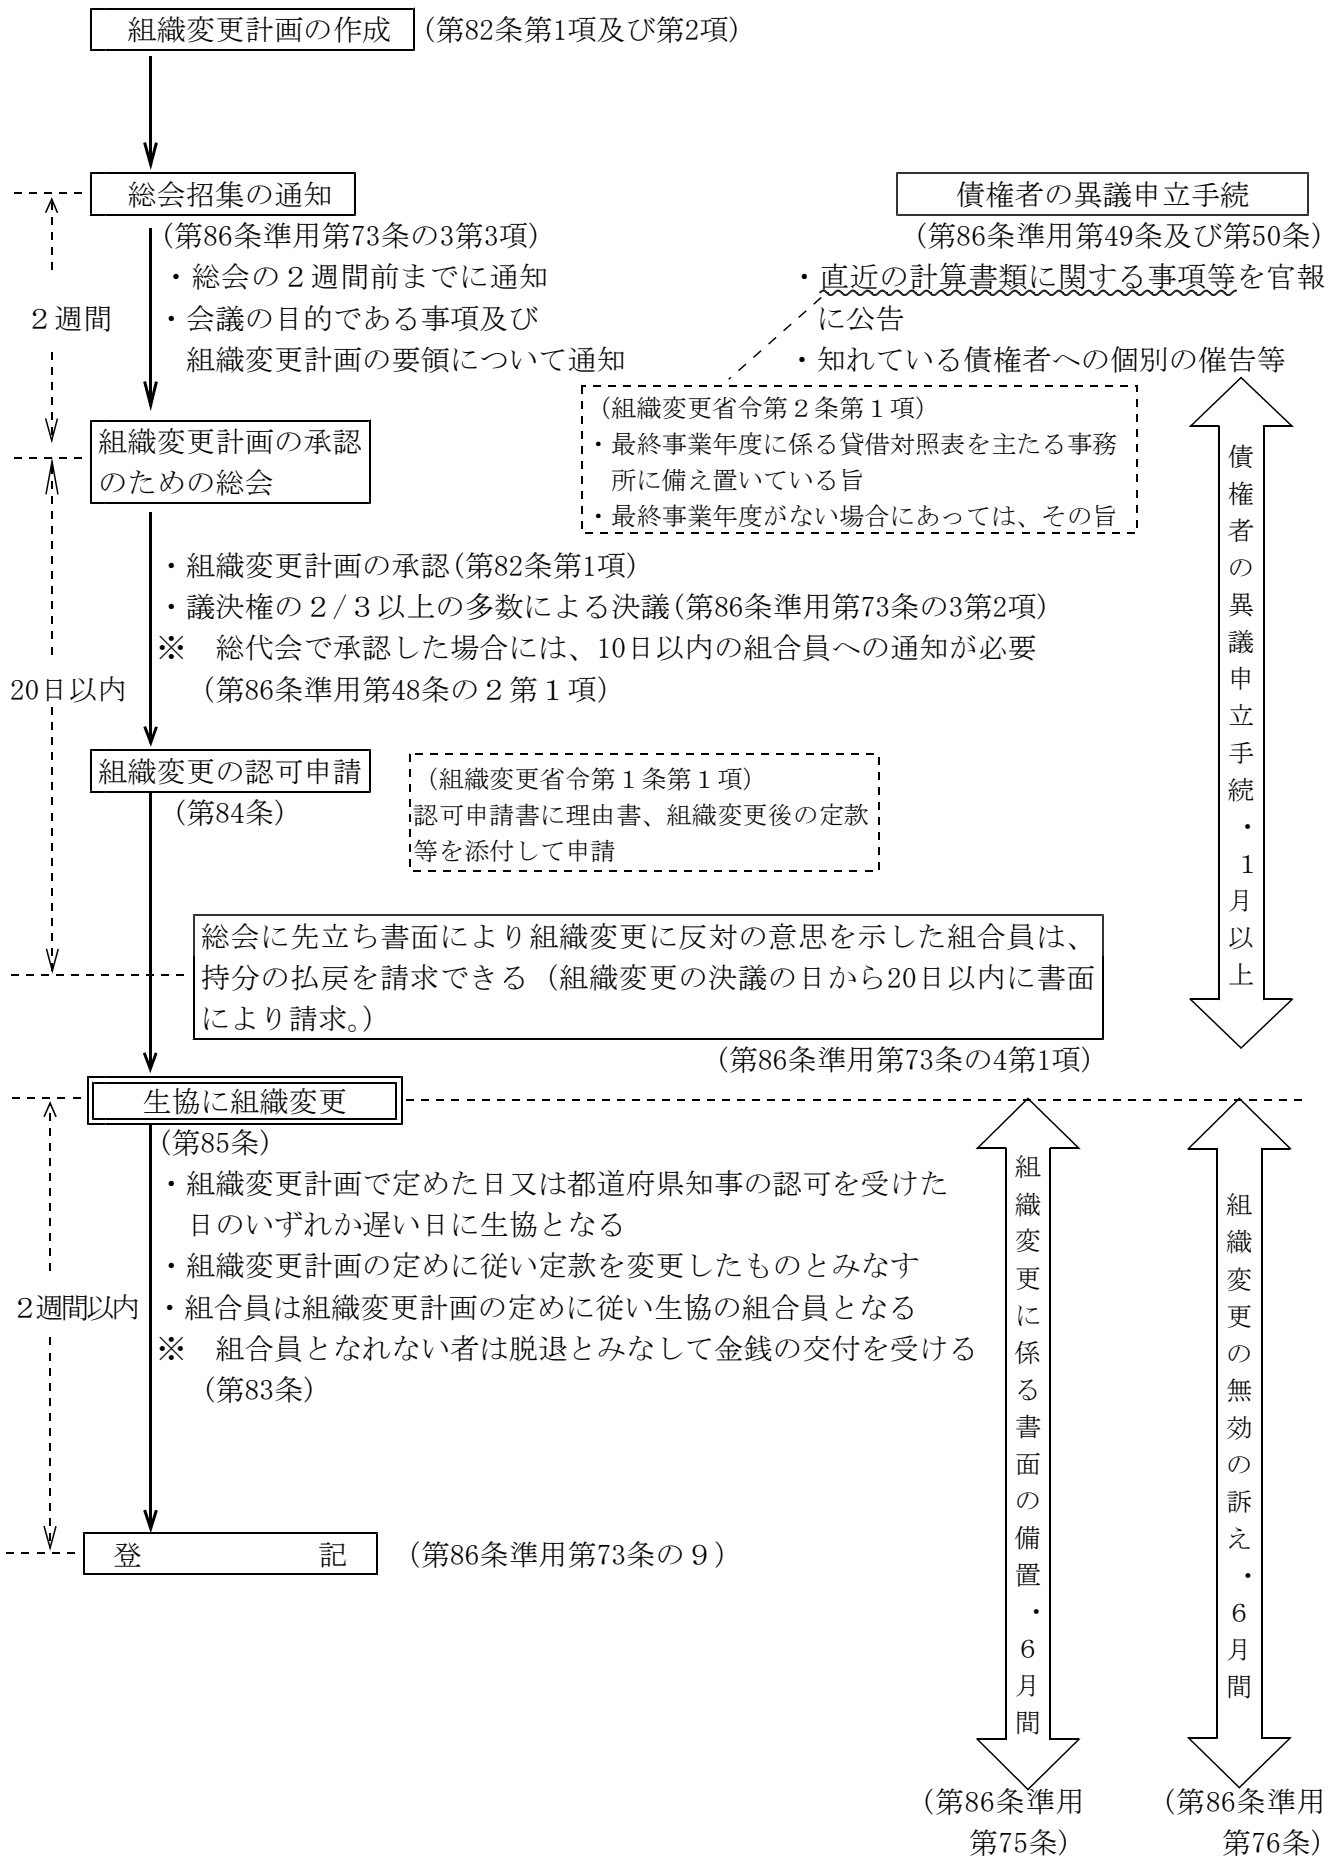 組織変更計画の作成 (第82条第1項及び第2項)
総会招集の通知
(第86条準用第73条の3第3項)
・総会の２週間前までに通知
・会議の目的である事項及び
組織変更計画の要領について通知
２週間
債権者の異議申立手続
(第86条準用第49条及び第50条)
・直近の計算書類に関する事項等を官報
に公告
・知れている債権者への個別の催告等
(組織変更省令第２条第１項)
・最終事業年度に係る貸借対照表を主たる事務
所に備え置いている旨
・最終事業年度がない場合にあっては、その旨
債権者の異議申立手続・１月以上
組織変更計画の承認
のための総会
・組織変更計画の承認(第82条第1項)
・議決権の２/３以上の多数による決議(第86条準用第73条の3第2項)
※　総代会で承認した場合には、10日以内の組合員への通知が必要
(第86条準用第48条の２第１項)
20日以内
組織変更の認可申請
(第84条)
(組織変更省令第１条第１項)
認可申請書に理由書、組織変更後の定款
等を添付して申請
総会に先立ち書面により組織変更に反対の意思を示した組合員は、
持分の払戻を請求できる（組織変更の決議の日から20日以内に書面
により請求。）
(第86条準用第73条の4第1項)
生協に組織変更
(第85条)
・組織変更計画で定めた日又は都道府県知事の認可を受けた
日のいずれか遅い日に生協となる
・組織変更計画の定めに従い定款を変更したものとみなす
・組合員は組織変更計画の定めに従い生協の組合員となる
※　組合員となれない者は脱退とみなして金銭の交付を受ける
(第83条)
２週間以内
登　　　　　　記 (第86条準用第73条の９)
組織変更に係る書面の備置・６月間
(第86条準用
第75条)
組織変更の無効の訴え・６月間
(第86条準用
第76条)